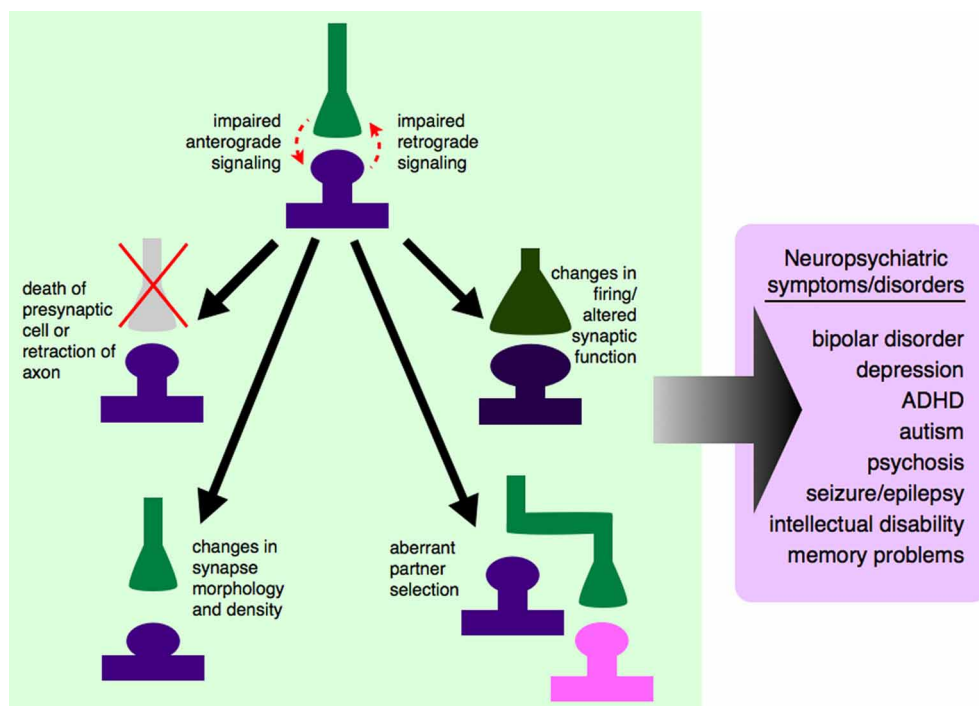 impaired
anterograde
signaling
impaired
retrograde
signaling
death of
presynaptic
cell or
retraction of
axon
changes in
firing/
altered
synaptic
function
changes in
synapse
morphology
and density
aberrant
partner
selection
Neuropsychiatric
symptoms/disorders
bipolar disorder
depression
ADHD
autism
psychosis
seizure/epilepsy
intellectual disability
memory problems